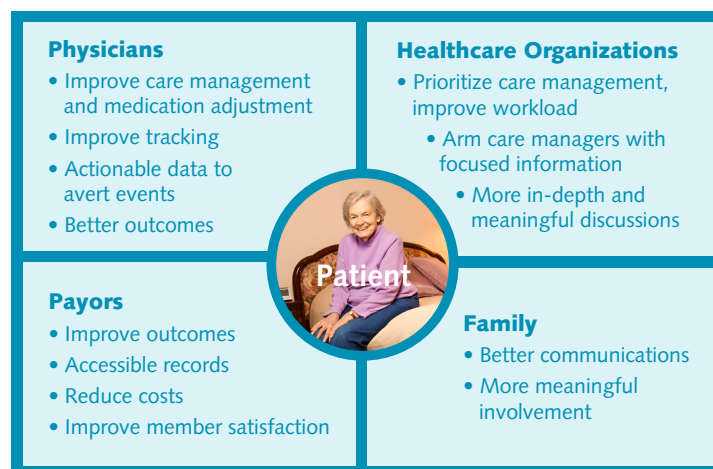 Physicians
• Improve care management
and medication adjustment
• Improve tracking
• Actionable data to
avert events
• Better outcomes
Healthcare Organizations
• Prioritize care management,
improve workload
• Arm care managers with
focused information
• More in-depth and
meaningful discussions
Patient
Payors
• Improve outcomes
• Accessible records
• Reduce costs
• Improve member satisfaction
Family
• Better communications
• More meaningful
involvement